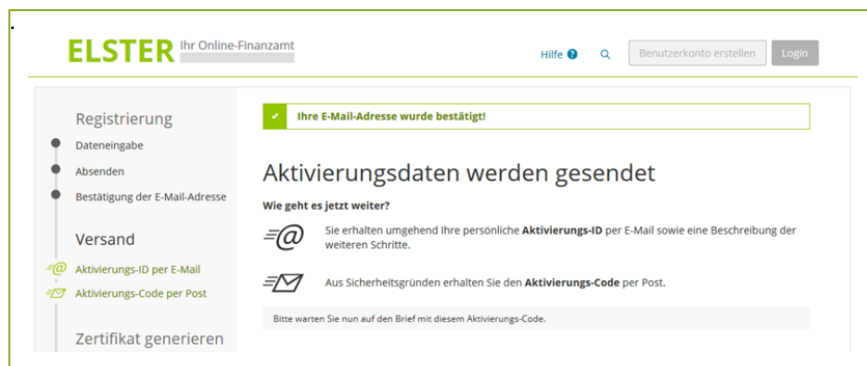 ELSTER Ihr Online-Finanzamt
Hilfe ? Benutzerkonto erstellen Login
Registrierung
Dateneingabe
Absenden
Bestätigung der E-Mail-Adresse
Versand
@ Aktivierungs-ID per E-Mail
Aktivierungs-Code per Post
Zertifikat generieren
Ihre E-Mail-Adresse wurde bestätigt!
Aktivierungsdaten werden gesendet
Wie geht es jetzt weiter?
@ Sie erhalten umgehend Ihre persönliche Aktivierungs-ID per E-Mail sowie eine Beschreibung der
weiteren Schritte.
Aus Sicherheitsgründen erhalten Sie den Aktivierungs-Code per Post.
Bitte warten Sie nun auf den Brief mit diesem Aktivierungs-Code.